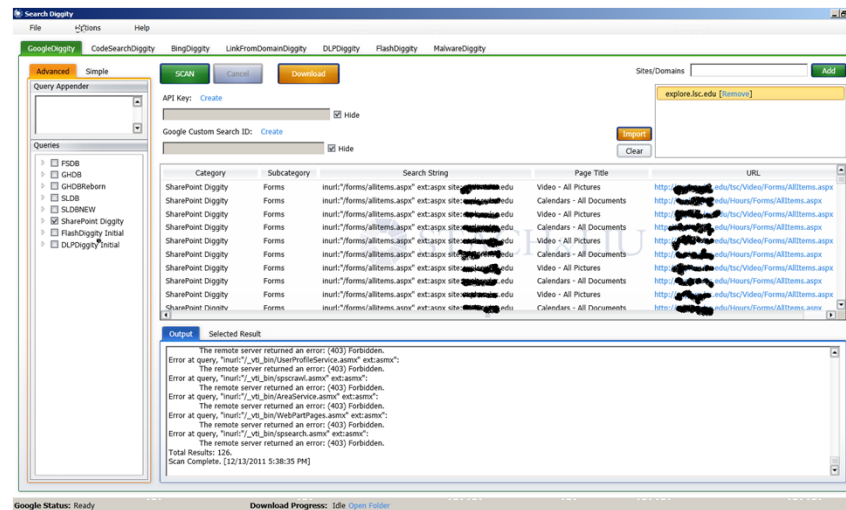 Search Diggity
File Options Help
GoogleDiggity CodeSearchDiggity BingDiggity LinkFromDomainDiggity DLPDiggity FlashDiggity MalwareDiggity
Advanced Simple
SCAN Cancel Download
Sites/Domains Add
Query Appender
API Key: Create
explore.lsc.edu [Remove]
Hide
Google Custom Search ID: Create
Import
Hide
Clear
Queries
FSDB
GHDB
GHDBReborn
SLDB
SLDBNEW
SharePoint Diggity
FlashDiggity Initial
DLPDiggity Initial
Category Subcategory Search String Page Title URL
SharePoint Diggity Forms inurl:"/forms/allitems.aspx" ext:aspx site: edu Video - All Pictures http:// .edu/tsc/Video/Forms/AllItems.aspx
SharePoint Diggity Forms inurl:"/forms/allitems.aspx" ext:aspx site: edu Calendars - All Documents http:// .edu/Hours/Forms/AllItems.aspx
SharePoint Diggity Forms inurl:"/forms/allitems.aspx" ext:aspx site: edu Video - All Pictures http:// edu/tsc/Video/Forms/AllItems.aspx
SharePoint Diggity Forms inurl:"/forms/allitems.aspx" ext:aspx site: edu Calendars - All Documents http:// .edu/Hours/Forms/AllItems.aspx
SharePoint Diggity Forms inurl:"/forms/allitems.aspx" ext:aspx site: edu Video - All Pictures http:// .edu/tsc/Video/Forms/AllItems.aspx
SharePoint Diggity Forms inurl:"/forms/allitems.aspx" ext:aspx site: edu Calendars - All Documents http:// .edu/Hours/Forms/AllItems.aspx
SharePoint Diggity Forms inurl:"/forms/allitems.aspx" ext:aspx site: edu Video - All Pictures http:// .edu/tsc/Video/Forms/AllItems.aspx
SharePoint Diggity Forms inurl:"/forms/allitems.aspx" ext:aspx site: edu Calendars - All Documents http:// .edu/Hours/Forms/AllItems.aspx
SharePoint Diggity Forms inurl:"/forms/allitems.aspx" ext:aspx site: edu Video - All Pictures http:// .edu/tsc/Video/Forms/AllItems.aspx
SharePoint Diggity Forms inurl:"/forms/allitems.aspx" ext:aspx site: edu Calendars - All Documents http:// .edu/Hours/Forms/AllItems.aspx
Output Selected Result
The remote server returned an error: (403) Forbidden.
Error at query, "inurl:"/_vti_bin/UserProfileService.asmx" ext:asmx":
The remote server returned an error: (403) Forbidden.
Error at query, "inurl:"/_vti_bin/spscrawl.asmx" ext:asmx":
The remote server returned an error: (403) Forbidden.
Error at query, "inurl:"/_vti_bin/AreaService.asmx" ext:asmx":
The remote server returned an error: (403) Forbidden.
Error at query, "inurl:"/_vti_bin/WebPartPages.asmx" ext:asmx":
The remote server returned an error: (403) Forbidden.
Error at query, "inurl:"/_vti_bin/spsearch.asmx" ext:asmx":
The remote server returned an error: (403) Forbidden.
Total Results: 126.
Scan Complete. [12/13/2011 5:38:35 PM]
Google Status: Ready Download Progress: Idle Open Folder